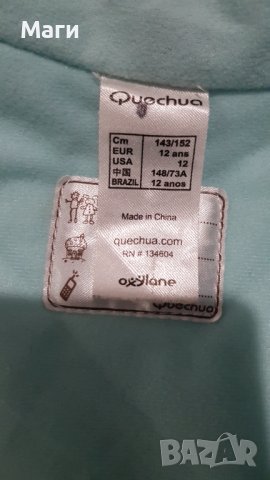 Маги
Quechua
Cm 143/152
EUR 12 ans
USA 12
中国 148/73A
BRAZIL 12 anos
Made in China
quechua.com
RN # 134604
oxylane
Quechua
BAZAR